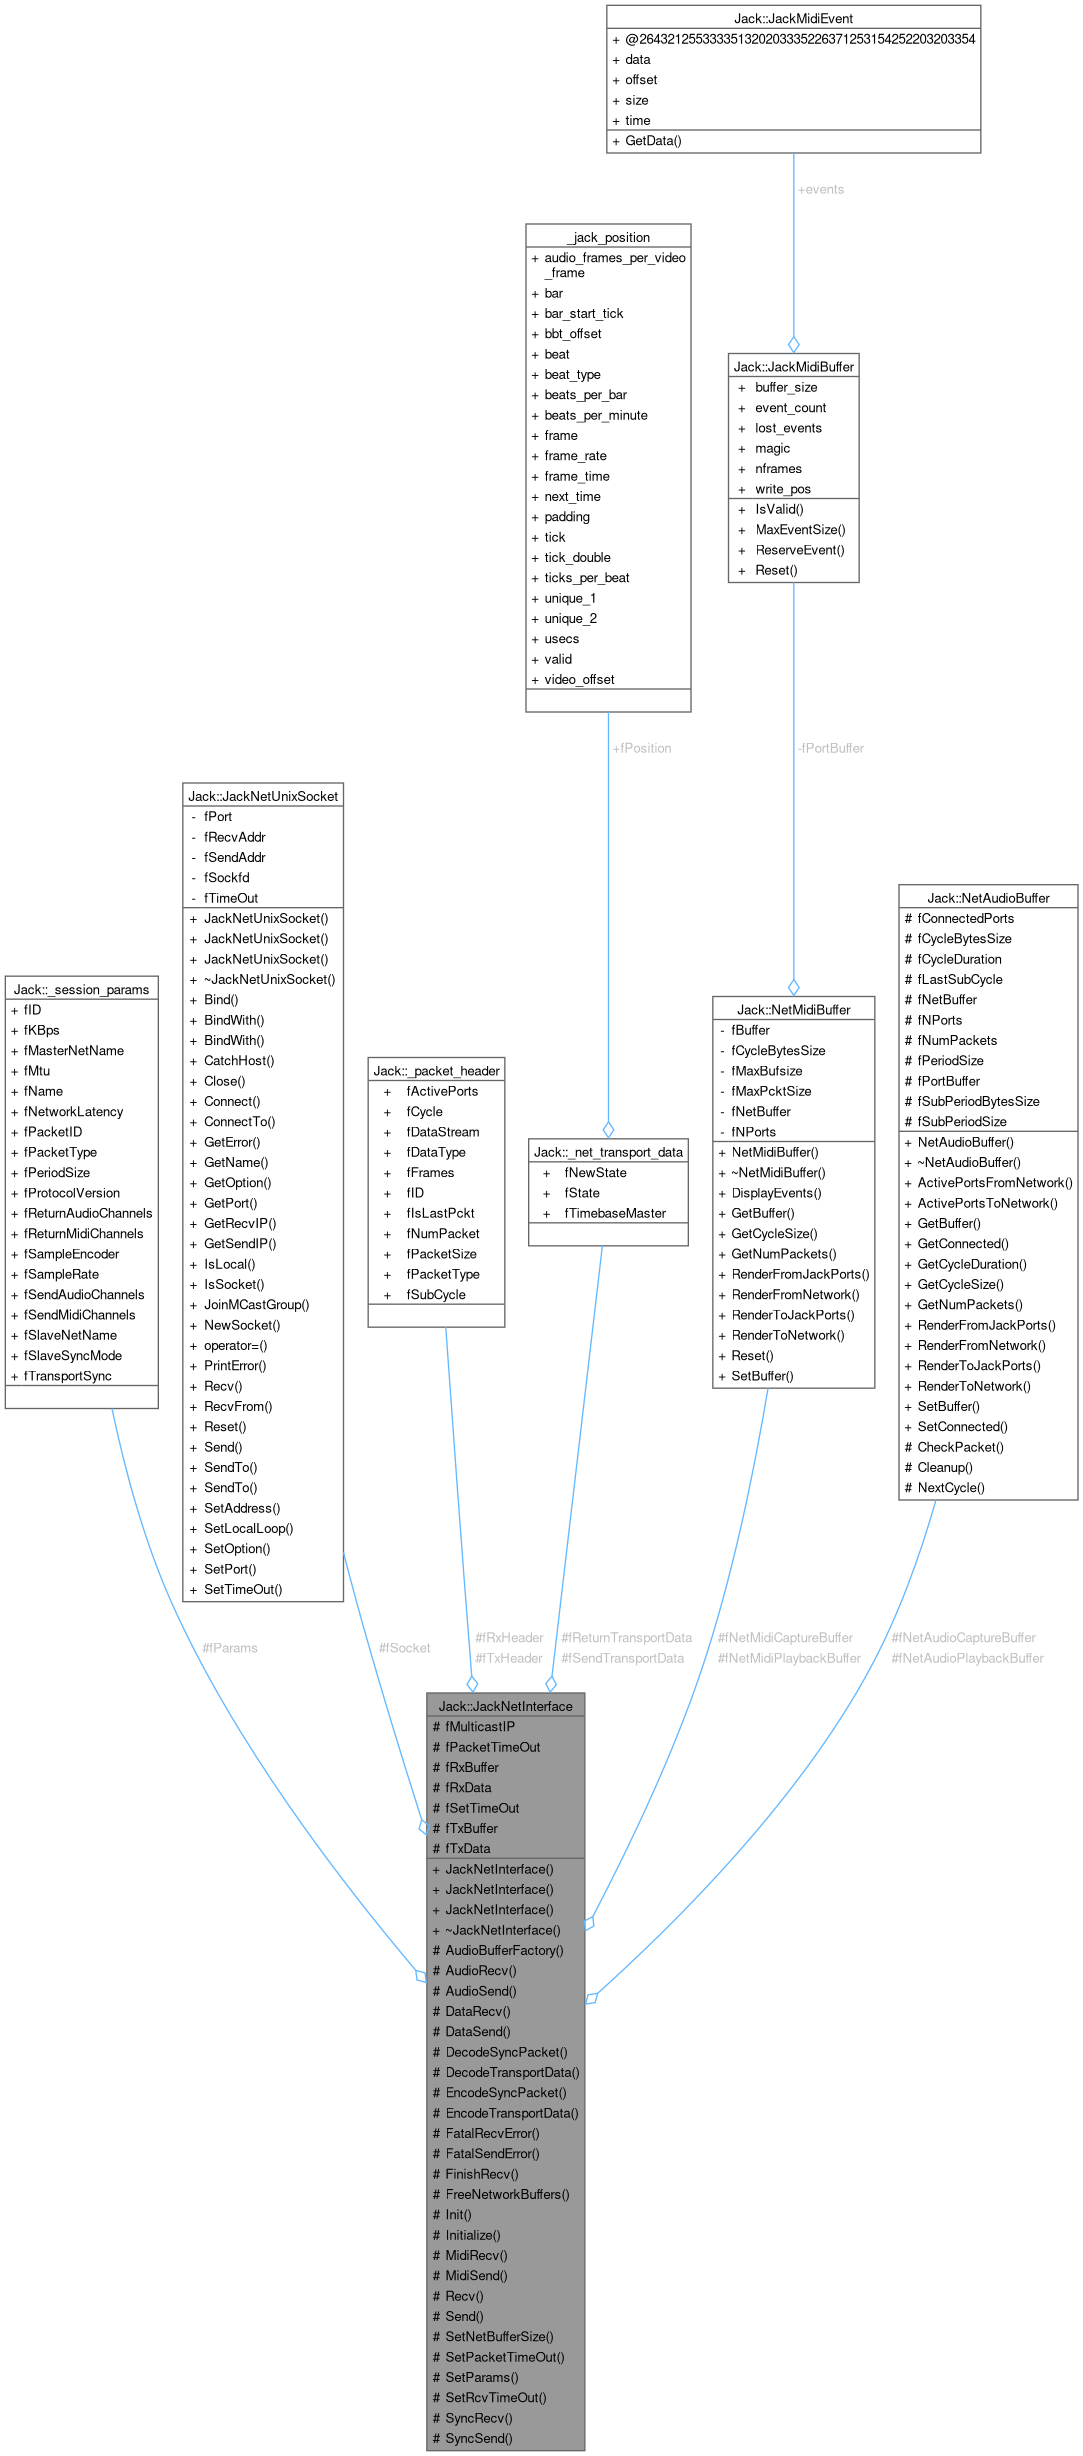 Jack::JackMidiEvent
+ @264321255333351320203335226371253154252203203354
+ data
+ offset
+ size
+ time
+ GetData()
+events
_jack_position
+ audio_frames_per_video
_frame
+ bar
+ bar_start_tick
+ bbt_offset
+ beat
+ beat_type
+ beats_per_bar
+ beats_per_minute
+ frame
+ frame_rate
+ frame_time
+ next_time
+ padding
+ tick
+ tick_double
+ ticks_per_beat
+ unique_1
+ unique_2
+ usecs
+ valid
+ video_offset
Jack::JackMidiBuffer
+ buffer_size
+ event_count
+ lost_events
+ magic
+ nframes
+ write_pos
+ IsValid()
+ MaxEventSize()
+ ReserveEvent()
+ Reset()
+fPosition
-fPortBuffer
Jack::_session_params
+ fID
+ fKBps
+ fMasterNetName
+ fMtu
+ fName
+ fNetworkLatency
+ fPacketID
+ fPacketType
+ fPeriodSize
+ fProtocolVersion
+ fReturnAudioChannels
+ fReturnMidiChannels
+ fSampleEncoder
+ fSampleRate
+ fSendAudioChannels
+ fSendMidiChannels
+ fSlaveNetName
+ fSlaveSyncMode
+ fTransportSync
Jack::JackNetUnixSocket
- fPort
- fRecvAddr
- fSendAddr
- fSockfd
- fTimeOut
+ JackNetUnixSocket()
+ JackNetUnixSocket()
+ JackNetUnixSocket()
+ ~JackNetUnixSocket()
+ Bind()
+ BindWith()
+ BindWith()
+ CatchHost()
+ Close()
+ Connect()
+ ConnectTo()
+ GetError()
+ GetName()
+ GetOption()
+ GetPort()
+ GetRecvIP()
+ GetSendIP()
+ IsLocal()
+ IsSocket()
+ JoinMCastGroup()
+ NewSocket()
+ operator=()
+ PrintError()
+ Recv()
+ RecvFrom()
+ Reset()
+ Send()
+ SendTo()
+ SendTo()
+ SetAddress()
+ SetLocalLoop()
+ SetOption()
+ SetPort()
+ SetTimeOut()
Jack::_packet_header
+ fActivePorts
+ fCycle
+ fDataStream
+ fDataType
+ fFrames
+ fID
+ fIsLastPckt
+ fNumPacket
+ fPacketSize
+ fPacketType
+ fSubCycle
Jack::_net_transport_data
+ fNewState
+ fState
+ fTimebaseMaster
Jack::NetMidiBuffer
- fBuffer
- fCycleBytesSize
- fMaxBufsize
- fMaxPcktSize
- fNetBuffer
- fNPorts
+ NetMidiBuffer()
+ ~NetMidiBuffer()
+ DisplayEvents()
+ GetBuffer()
+ GetCycleSize()
+ GetNumPackets()
+ RenderFromJackPorts()
+ RenderFromNetwork()
+ RenderToJackPorts()
+ RenderToNetwork()
+ Reset()
+ SetBuffer()
Jack::NetAudioBuffer
# fConnectedPorts
# fCycleBytesSize
# fCycleDuration
# fLastSubCycle
# fNetBuffer
# fNPorts
# fNumPackets
# fPeriodSize
# fPortBuffer
# fSubPeriodBytesSize
# fSubPeriodSize
+ NetAudioBuffer()
+ ~NetAudioBuffer()
+ ActivePortsFromNetwork()
+ ActivePortsToNetwork()
+ GetBuffer()
+ GetConnected()
+ GetCycleDuration()
+ GetCycleSize()
+ GetNumPackets()
+ RenderFromJackPorts()
+ RenderFromNetwork()
+ RenderToJackPorts()
+ RenderToNetwork()
+ SetBuffer()
+ SetConnected()
# CheckPacket()
# Cleanup()
# NextCycle()
#fParams
#fSocket
#fRxHeader
#fTxHeader
#fReturnTransportData
#fSendTransportData
#fNetMidiCaptureBuffer
#fNetMidiPlaybackBuffer
#fNetAudioCaptureBuffer
#fNetAudioPlaybackBuffer
Jack::JackNetInterface
# fMulticastIP
# fPacketTimeOut
# fRxBuffer
# fRxData
# fSetTimeOut
# fTxBuffer
# fTxData
+ JackNetInterface()
+ JackNetInterface()
+ JackNetInterface()
+ ~JackNetInterface()
# AudioBufferFactory()
# AudioRecv()
# AudioSend()
# DataRecv()
# DataSend()
# DecodeSyncPacket()
# DecodeTransportData()
# EncodeSyncPacket()
# EncodeTransportData()
# FatalRecvError()
# FatalSendError()
# FinishRecv()
# FreeNetworkBuffers()
# Init()
# Initialize()
# MidiRecv()
# MidiSend()
# Recv()
# Send()
# SetNetBufferSize()
# SetPacketTimeOut()
# SetParams()
# SetRcvTimeOut()
# SyncRecv()
# SyncSend()